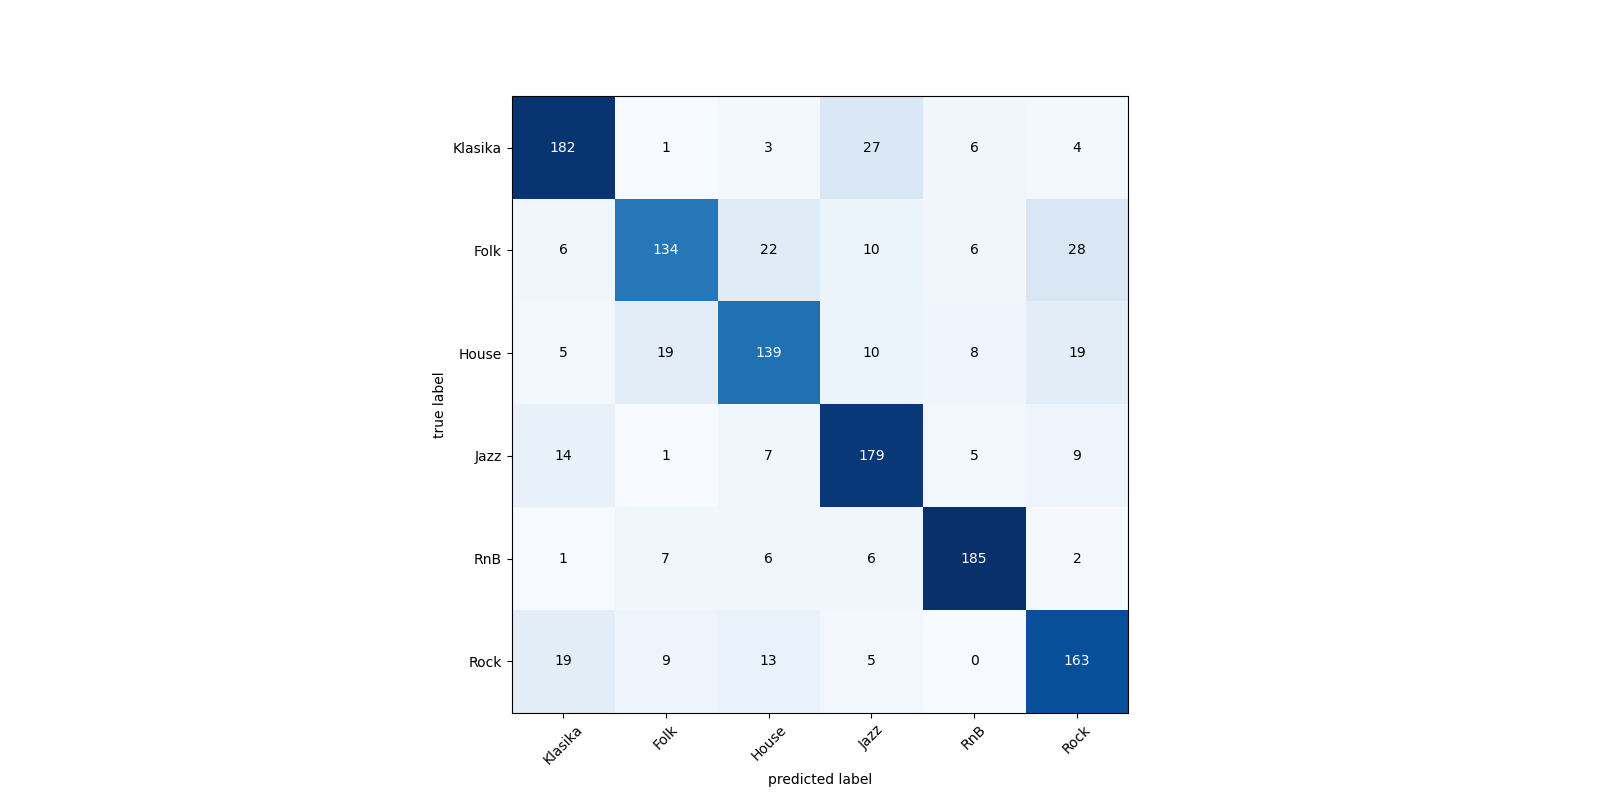 Klasika 182 1 3 27 6 4
Folk 6 134 22 10 6 28
House 5 19 139 10 8 19
Jazz 14 1 7 179 5 9
RnB 1 7 6 6 185 2
Rock 19 9 13 5 0 163
true label
Klasika Folk House Jazz RnB Rock
predicted label